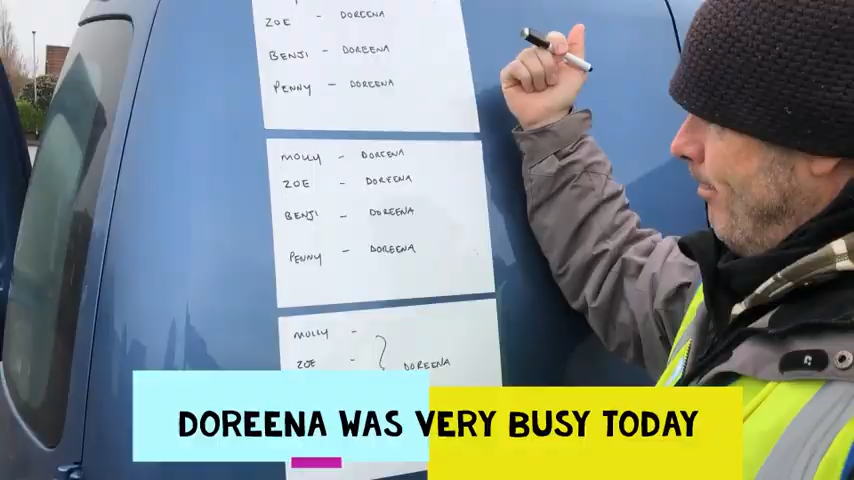 ZOE - DOREENA
BENJI - DOREENA
PENNY - DOREENA
MOLLY - DOREENA
ZOE - DOREENA
BENJI - DOREENA
PENNY - DOREENA
MOLLY -
ZOE - } DOREENA
DOREENA WAS VERY BUSY TODAY